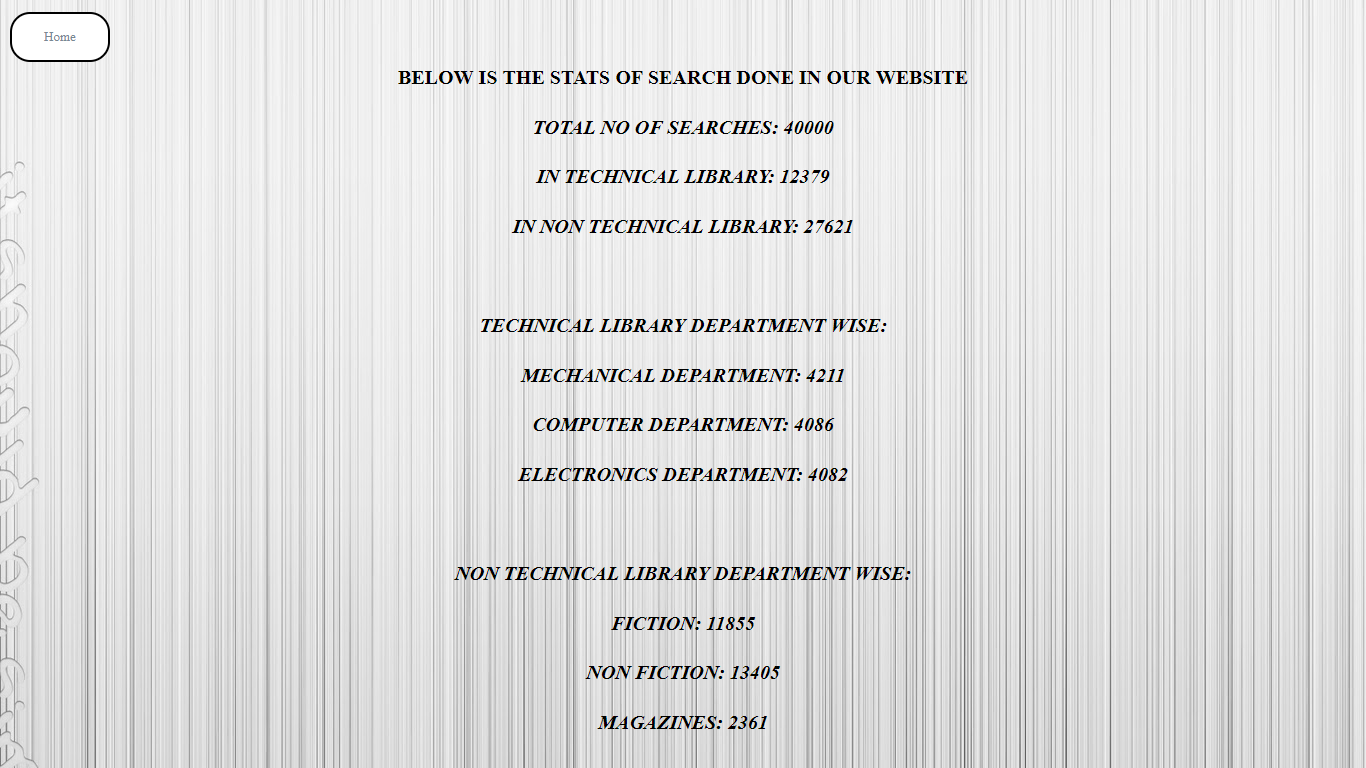 Home
BELOW IS THE STATS OF SEARCH DONE IN OUR WEBSITE
TOTAL NO OF SEARCHES: 40000
IN TECHNICAL LIBRARY: 12379
IN NON TECHNICAL LIBRARY: 27621
TECHNICAL LIBRARY DEPARTMENT WISE:
MECHANICAL DEPARTMENT: 4211
COMPUTER DEPARTMENT: 4086
ELECTRONICS DEPARTMENT: 4082
NON TECHNICAL LIBRARY DEPARTMENT WISE:
FICTION: 11855
NON FICTION: 13405
MAGAZINES: 2361